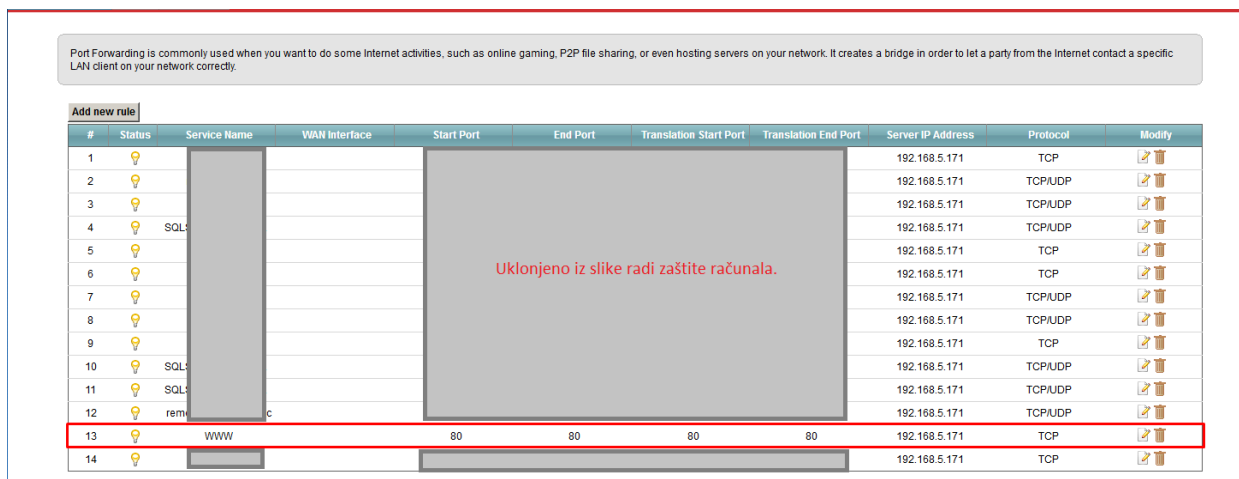 Port Forwarding is commonly used when you want to do some Internet activities, such as online gaming, P2P file sharing, or even hosting servers on your network. It creates a bridge in order to let a party from the Internet contact a specific
LAN client on your network correctly.
Add new rule
# Status Service Name WAN Interface Start Port End Port Translation Start Port Translation End Port Server IP Address Protocol Modify
1 192.168.5.171 TCP
2 192.168.5.171 TCP/UDP
3 192.168.5.171 TCP/UDP
4 SQL 192.168.5.171 TCP/UDP
5 192.168.5.171 TCP
Uklonjeno iz slike radi zaštite računala.
6 192.168.5.171 TCP
7 192.168.5.171 TCP/UDP
8 192.168.5.171 TCP/UDP
9 192.168.5.171 TCP
10 SQL 192.168.5.171 TCP/UDP
11 SQL 192.168.5.171 TCP/UDP
12 rem c 192.168.5.171 TCP/UDP
13 WWW 80 80 80 80 192.168.5.171 TCP
14 192.168.5.171 TCP